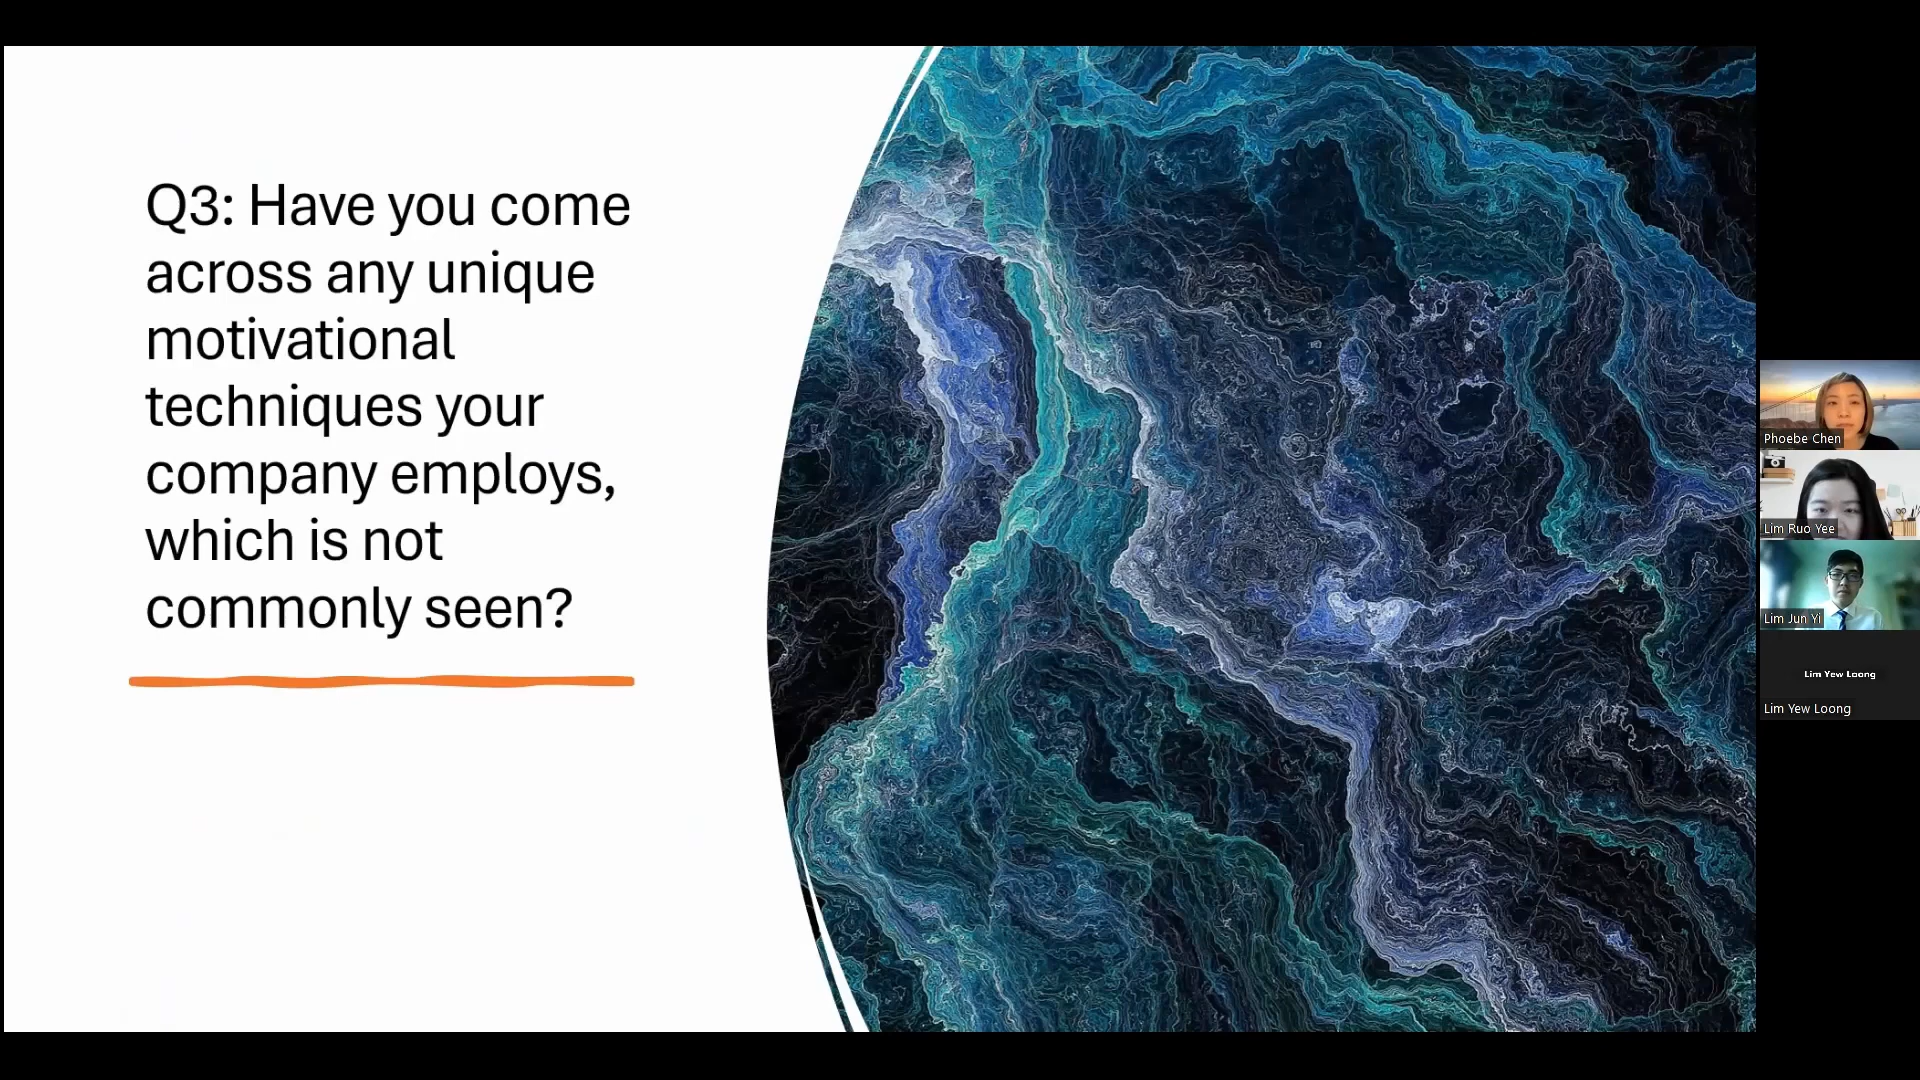 Q3: Have you come
across any unique
motivational
techniques your
company employs,
which is not
commonly seen?
Phoebe Chen
Lim Ruo Yee
Lim Jun Yi
Lim Yew Loong
Lim Yew Loong